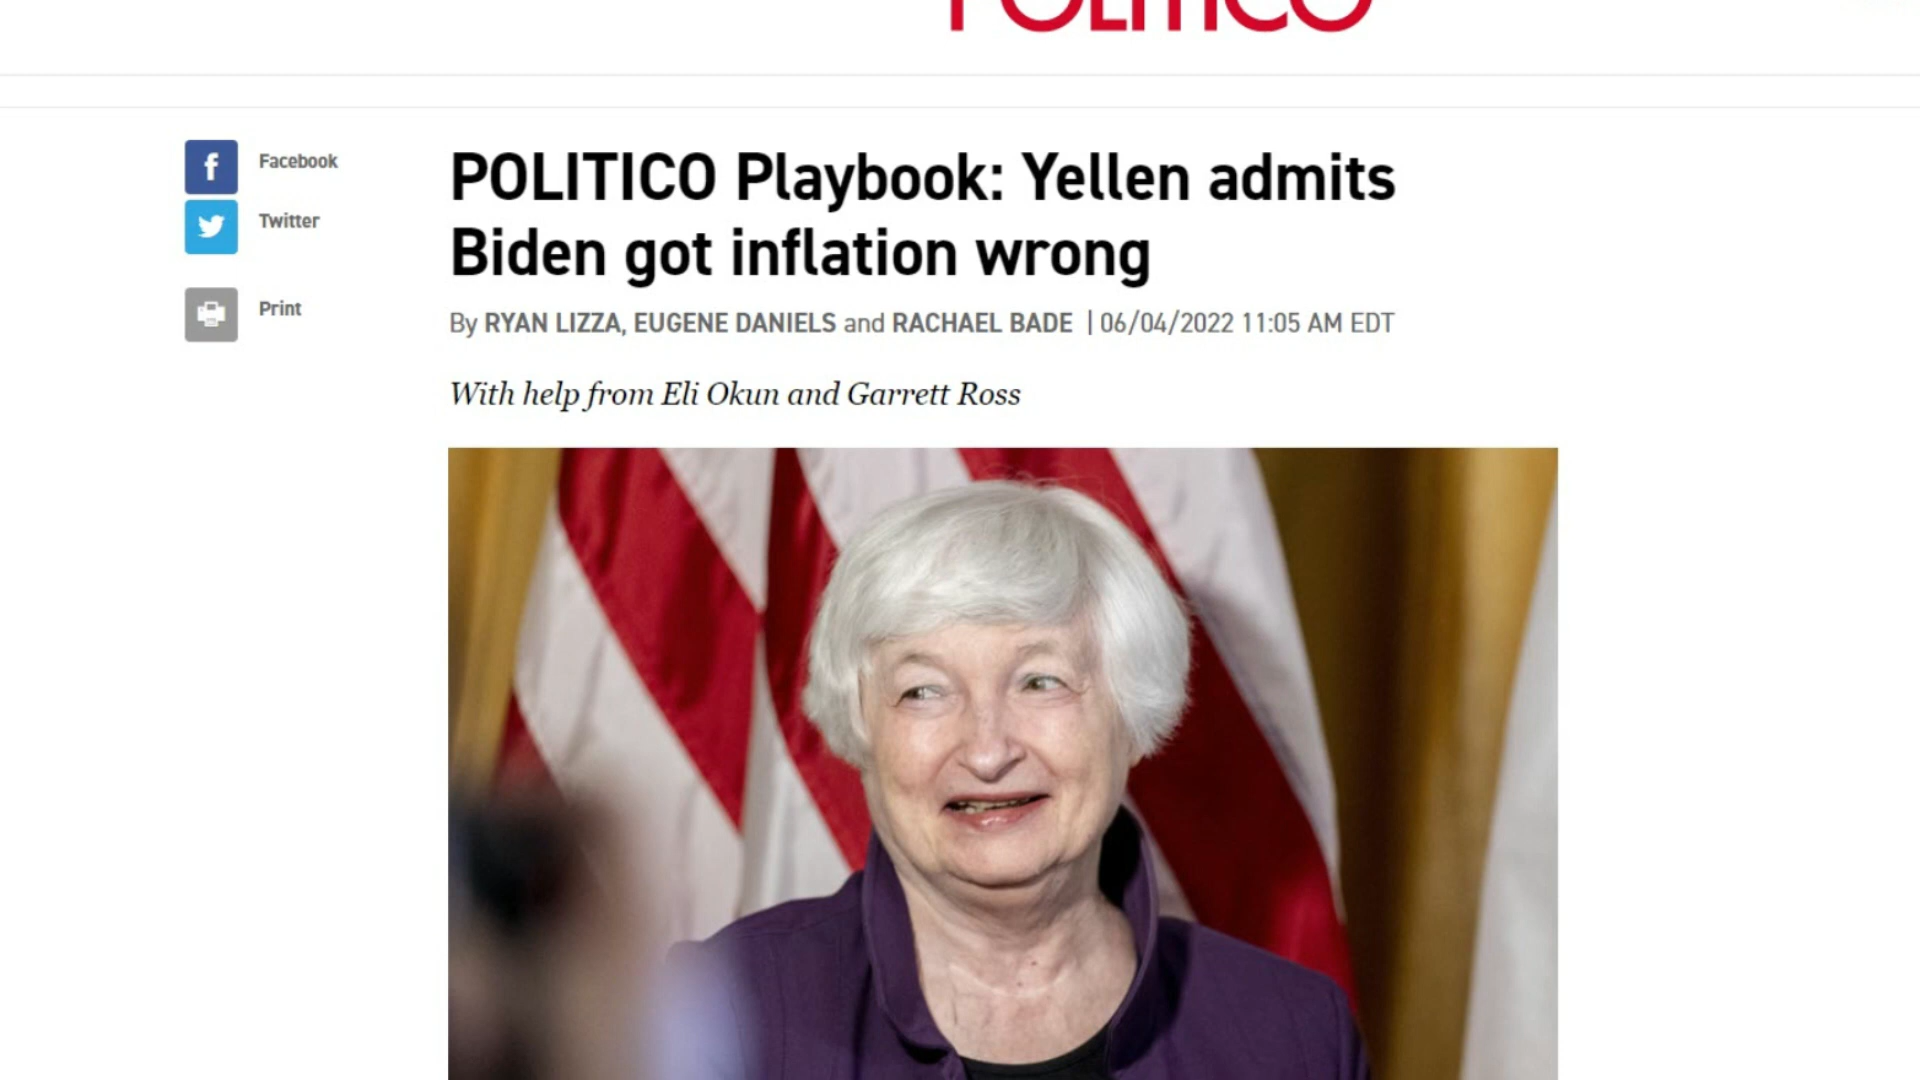 POLITICO
Facebook
Twitter
Print
POLITICO Playbook: Yellen admits
Biden got inflation wrong
By RYAN LIZZA, EUGENE DANIELS and RACHAEL BADE | 06/04/2022 11:05 AM EDT
With help from Eli Okun and Garrett Ross